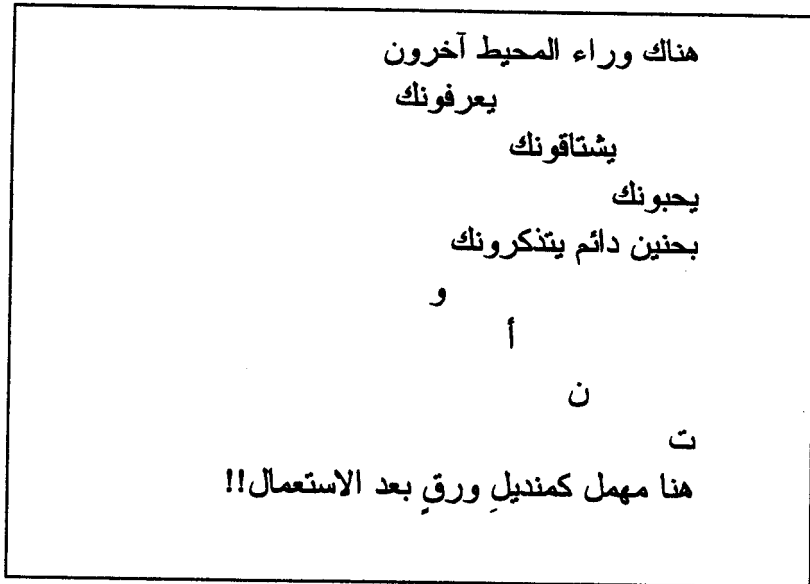 هناك وراء المحيط آخرون
يعرفونك
يشتاقونك
يحبونك
بحنين دائم يتذكرونك
و
أ
ن
ت
هنا مهمل كمنديلِ ورقٍ بعد الاستعمال!!